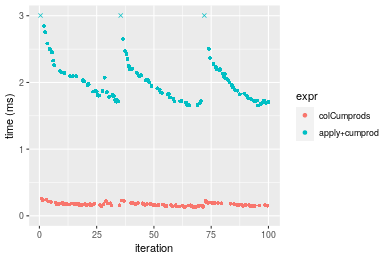 3
2
1
0
time (ms)
0
25
50
75
100
iteration
expr
colCumprods
apply+cumprod